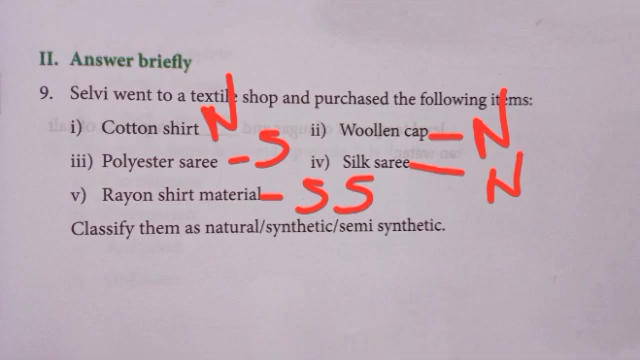 II. Answer briefly
9. Selvi went to a textile shop and purchased the following items:
i) Cotton shirt N ii) Woollen cap - N
iii) Polyester saree - S iv) Silk saree - N
v) Rayon shirt material - SS
Classify them as natural/synthetic/semi synthetic.